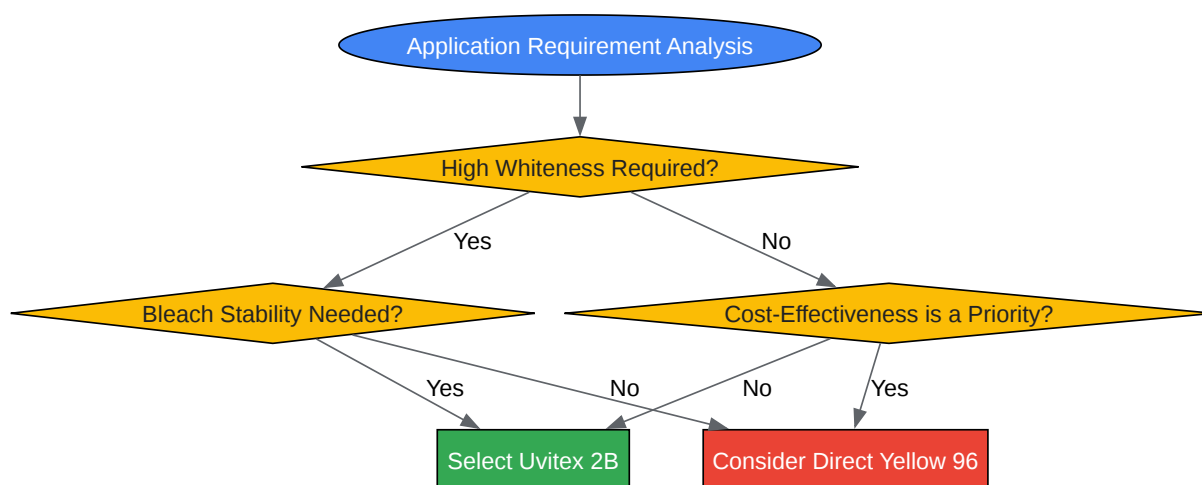 Application Requirement Analysis
High Whiteness Required?
Yes
No
Bleach Stability Needed?
Cost-Effectiveness is a Priority?
Yes
No
No
Yes
Select Uvitex 2B
Consider Direct Yellow 96